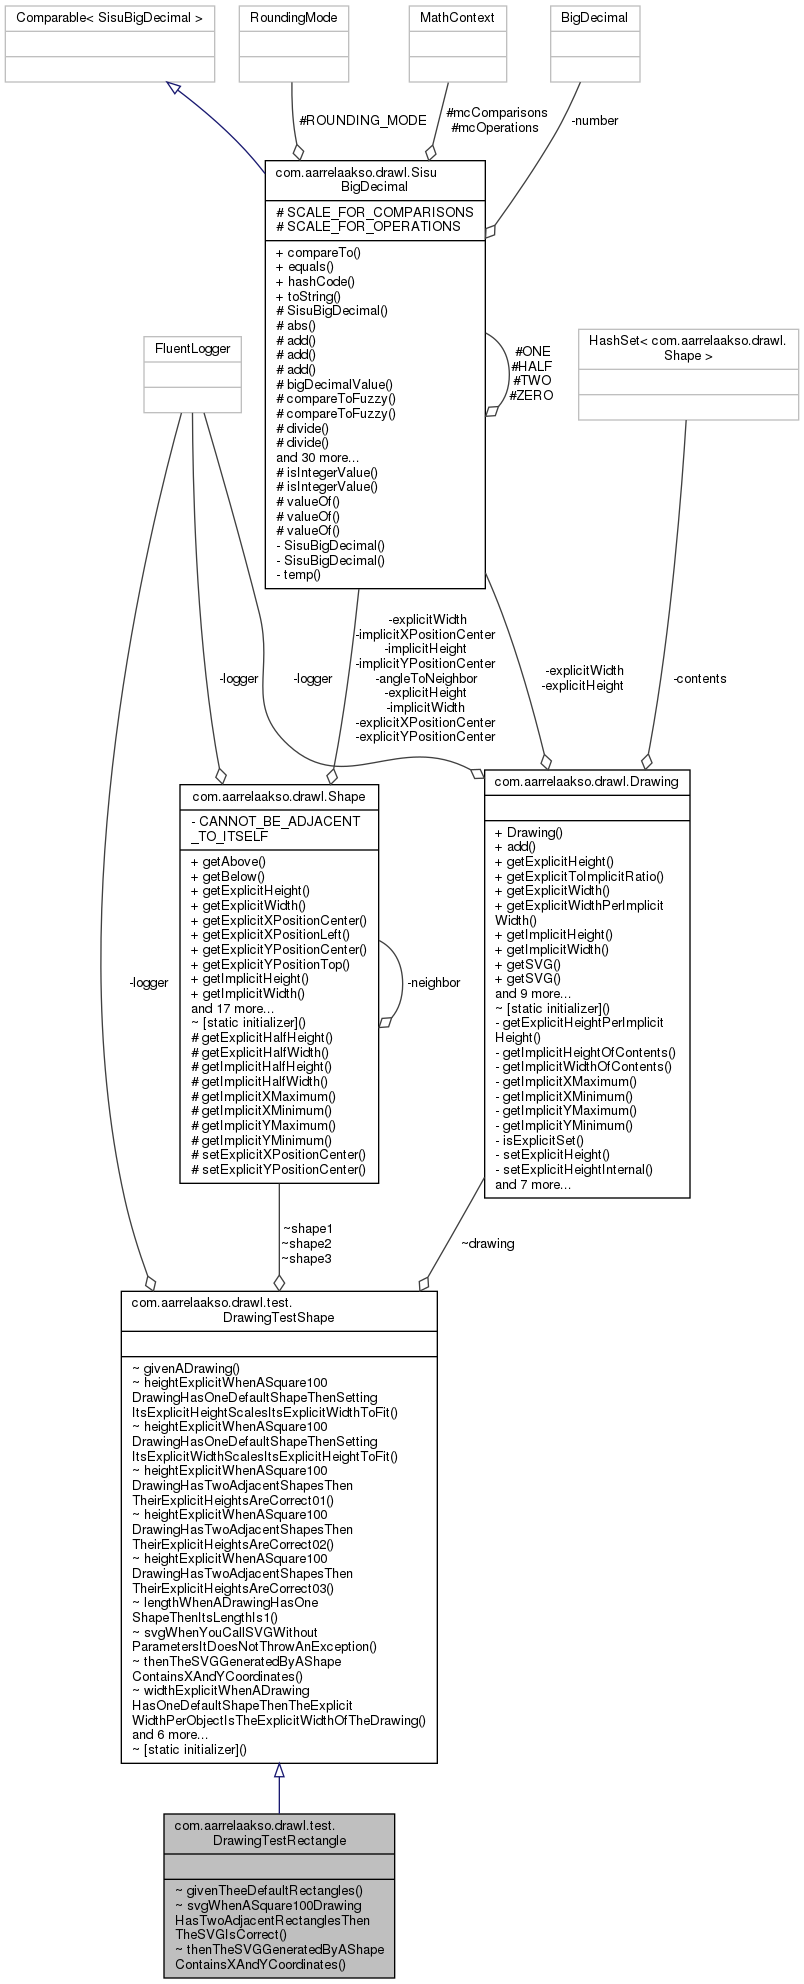 Comparable< SisuBigDecimal >
RoundingMode
MathContext
BigDecimal
#ROUNDING_MODE
#mcComparisons
#mcOperations
-number
com.aarrelaakso.drawl.Sisu
BigDecimal
# SCALE_FOR_COMPARISONS
# SCALE_FOR_OPERATIONS
+ compareTo()
+ equals()
+ hashCode()
+ toString()
# SisuBigDecimal()
# abs()
# add()
# add()
# add()
# bigDecimalValue()
# compareToFuzzy()
# compareToFuzzy()
# divide()
# divide()
and 30 more...
# isIntegerValue()
# isIntegerValue()
# valueOf()
# valueOf()
# valueOf()
- SisuBigDecimal()
- SisuBigDecimal()
- temp()
#ONE
#HALF
#TWO
#ZERO
FluentLogger
HashSet< com.aarrelaakso.drawl.
Shape >
-logger
-logger
-explicitWidth
-implicitXPositionCenter
-implicitHeight
-implicitYPositionCenter
-angleToNeighbor
-explicitHeight
-implicitWidth
-explicitXPositionCenter
-explicitYPositionCenter
-explicitWidth
-explicitHeight
-contents
com.aarrelaakso.drawl.Shape
- CANNOT_BE_ADJACENT
_TO_ITSELF
+ getAbove()
+ getBelow()
+ getExplicitHeight()
+ getExplicitWidth()
+ getExplicitXPositionCenter()
+ getExplicitXPositionLeft()
+ getExplicitYPositionCenter()
+ getExplicitYPositionTop()
+ getImplicitHeight()
+ getImplicitWidth()
and 17 more...
~ [static initializer]()
# getExplicitHalfHeight()
# getExplicitHalfWidth()
# getImplicitHalfHeight()
# getImplicitHalfWidth()
# getImplicitXMaximum()
# getImplicitXMinimum()
# getImplicitYMaximum()
# getImplicitYMinimum()
# setExplicitXPositionCenter()
# setExplicitYPositionCenter()
-neighbor
com.aarrelaakso.drawl.Drawing
+ Drawing()
+ add()
+ getExplicitHeight()
+ getExplicitToImplicitRatio()
+ getExplicitWidth()
+ getExplicitWidthPerImplicit
Width()
+ getImplicitHeight()
+ getImplicitWidth()
+ getSVG()
+ getSVG()
and 9 more...
~ [static initializer]()
- getExplicitHeightPerImplicit
Height()
- getImplicitHeightOfContents()
- getImplicitWidthOfContents()
- getImplicitXMaximum()
- getImplicitXMinimum()
- getImplicitYMaximum()
- getImplicitYMinimum()
- isExplicitSet()
- setExplicitHeight()
- setExplicitHeightInternal()
and 7 more...
-logger
~shape1
~shape2
~shape3
~drawing
com.aarrelaakso.drawl.test.
DrawingTestShape
~ givenADrawing()
~ heightExplicitWhenASquare100
DrawingHasOneDefaultShapeThenSetting
ItsExplicitHeightScalesItsExplicitWidthToFit()
~ heightExplicitWhenASquare100
DrawingHasOneDefaultShapeThenSetting
ItsExplicitWidthScalesItsExplicitHeightToFit()
~ heightExplicitWhenASquare100
DrawingHasTwoAdjacentShapesThen
TheirExplicitHeightsAreCorrect01()
~ heightExplicitWhenASquare100
DrawingHasTwoAdjacentShapesThen
TheirExplicitHeightsAreCorrect02()
~ heightExplicitWhenASquare100
DrawingHasTwoAdjacentShapesThen
TheirExplicitHeightsAreCorrect03()
~ lengthWhenADrawingHasOne
ShapeThenItsLengthIs1()
~ svgWhenYouCallSVGWithout
ParametersItDoesNotThrowAnException()
~ thenTheSVGGeneratedByAShape
ContainsXAndYCoordinates()
~ widthExplicitWhenADrawing
HasOneDefaultShapeThenTheExplicit
WidthPerObjectIsTheExplicitWidthOfTheDrawing()
and 6 more...
~ [static initializer]()
com.aarrelaakso.drawl.test.
DrawingTestRectangle
~ givenTheeDefaultRectangles()
~ svgWhenASquare100Drawing
HasTwoAdjacentRectanglesThen
TheSVGIsCorrect()
~ thenTheSVGGeneratedByAShape
ContainsXAndYCoordinates()